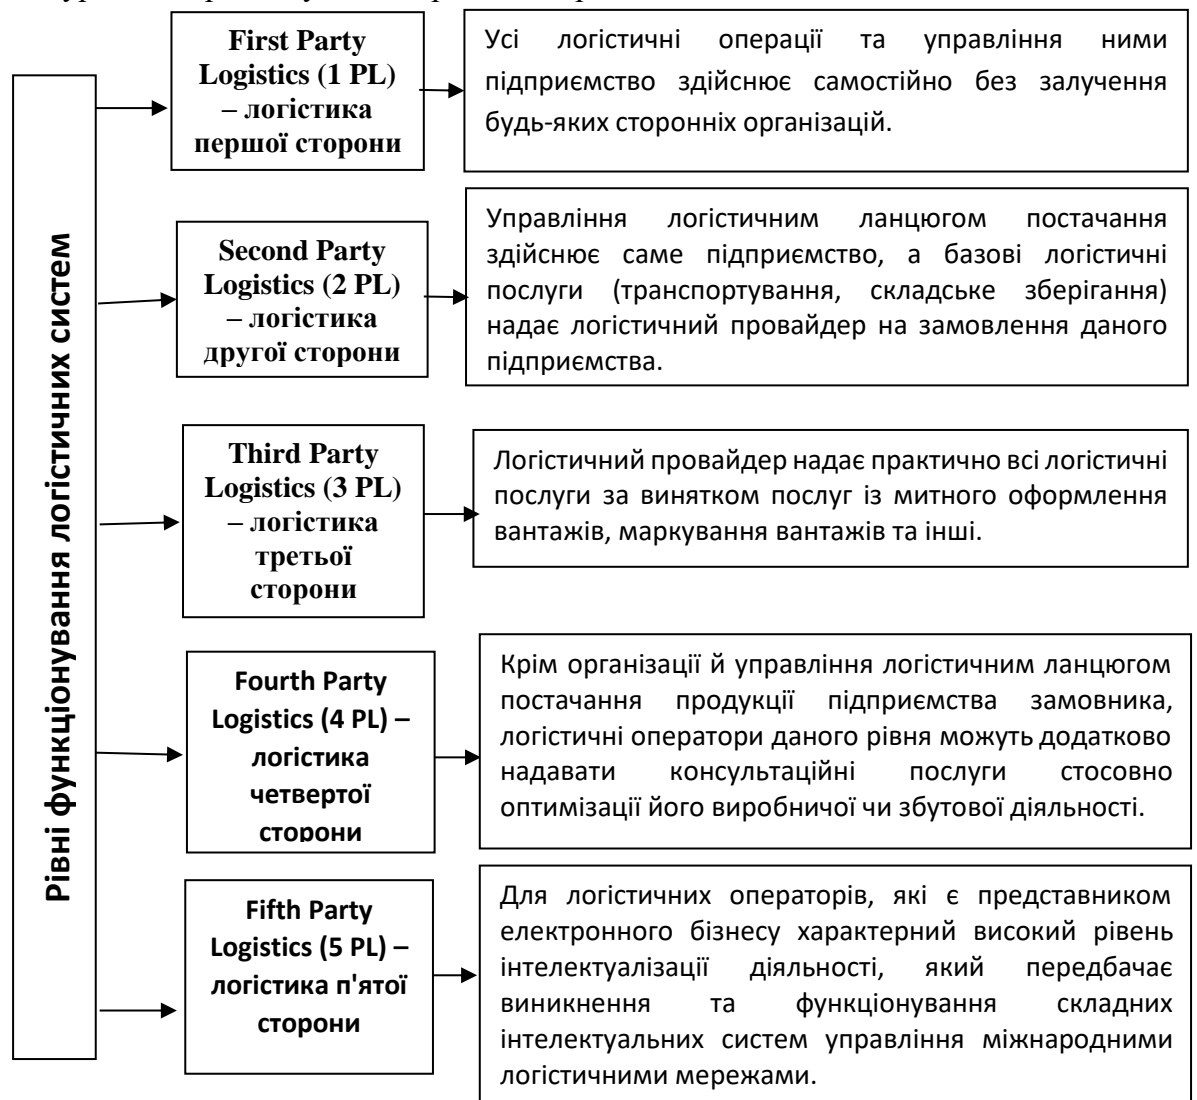 Рівні функціонування логістичних систем
First Party
Logistics (1 PL)
– логістика
першої сторони
Усі логістичні операції та управління ними
підприємство здійснює самостійно без залучення
будь-яких сторонніх організацій.
Second Party
Logistics (2 PL)
– логістика
другої сторони
Управління логістичним ланцюгом постачання
здійснює саме підприємство, а базові логістичні
послуги (транспортування, складське зберігання)
надає логістичний провайдер на замовлення даного
підприємства.
Third Party
Logistics (3 PL)
– логістика
третьої
сторони
Логістичний провайдер надає практично всі логістичні
послуги за винятком послуг із митного оформлення
вантажів, маркування вантажів та інші.
Fourth Party
Logistics (4 PL) –
логістика
четвертої
сторони
Крім організації й управління логістичним ланцюгом
постачання продукції підприємства замовника,
логістичні оператори даного рівня можуть додатково
надавати консультаційні послуги стосовно
оптимізації його виробничої чи збутової діяльності.
Fifth Party
Logistics (5 PL) –
логістика п'ятої
сторони
Для логістичних операторів, які є представником
електронного бізнесу характерний високий рівень
інтелектуалізації діяльності, який передбачає
виникнення та функціонування складних
інтелектуальних систем управління міжнародними
логістичними мережами.